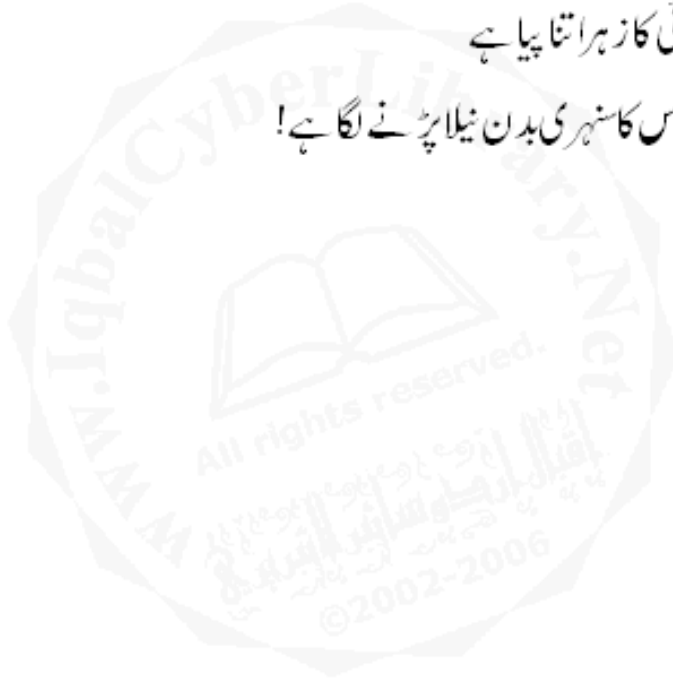 کا زہر اتنا پیا ہے
کا سنہری بدن نیلا پڑنے لگا ہے!
www.IqbalCyberLibrary.Net
All rights reserved.
©2002-2006